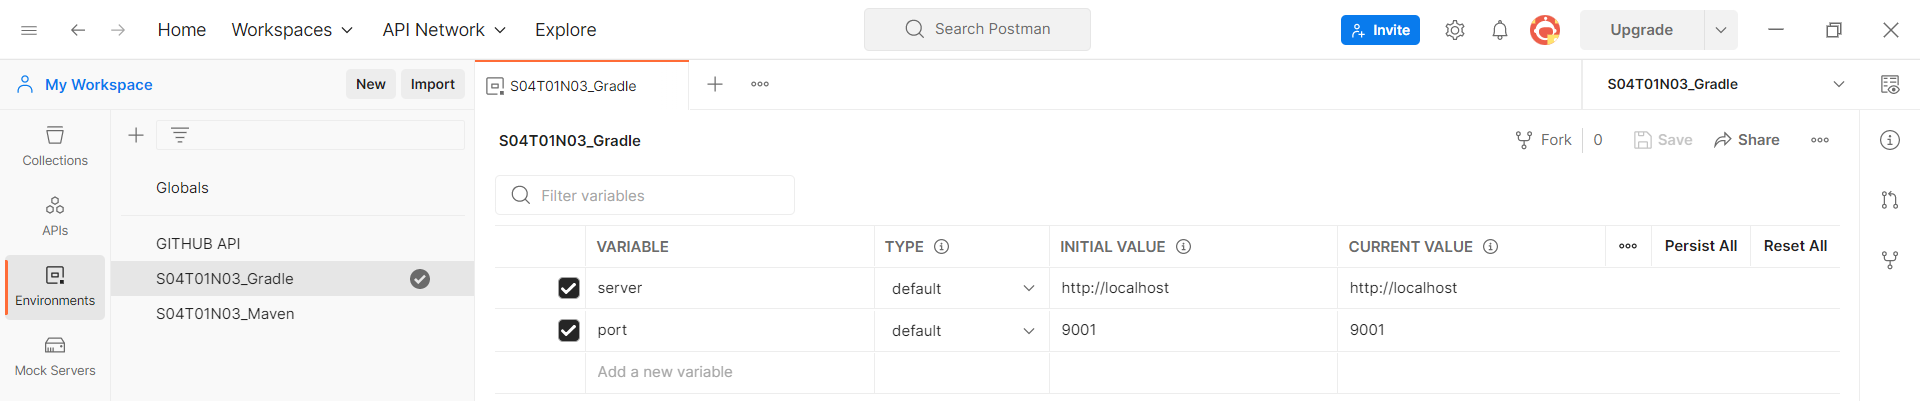 Home Workspaces API Network Explore Search Postman Invite Upgrade
My Workspace New Import S04T01N03_Gradle S04T01N03_Gradle
Collections
APIs
Environments
Mock Servers
Globals
GITHUB API
S04T01N03_Gradle
S04T01N03_Maven
S04T01N03_Gradle Fork 0 Save Share
Filter variables
VARIABLE TYPE INITIAL VALUE CURRENT VALUE Persist All Reset All
server default http://localhost http://localhost
port default 9001 9001
Add a new variable